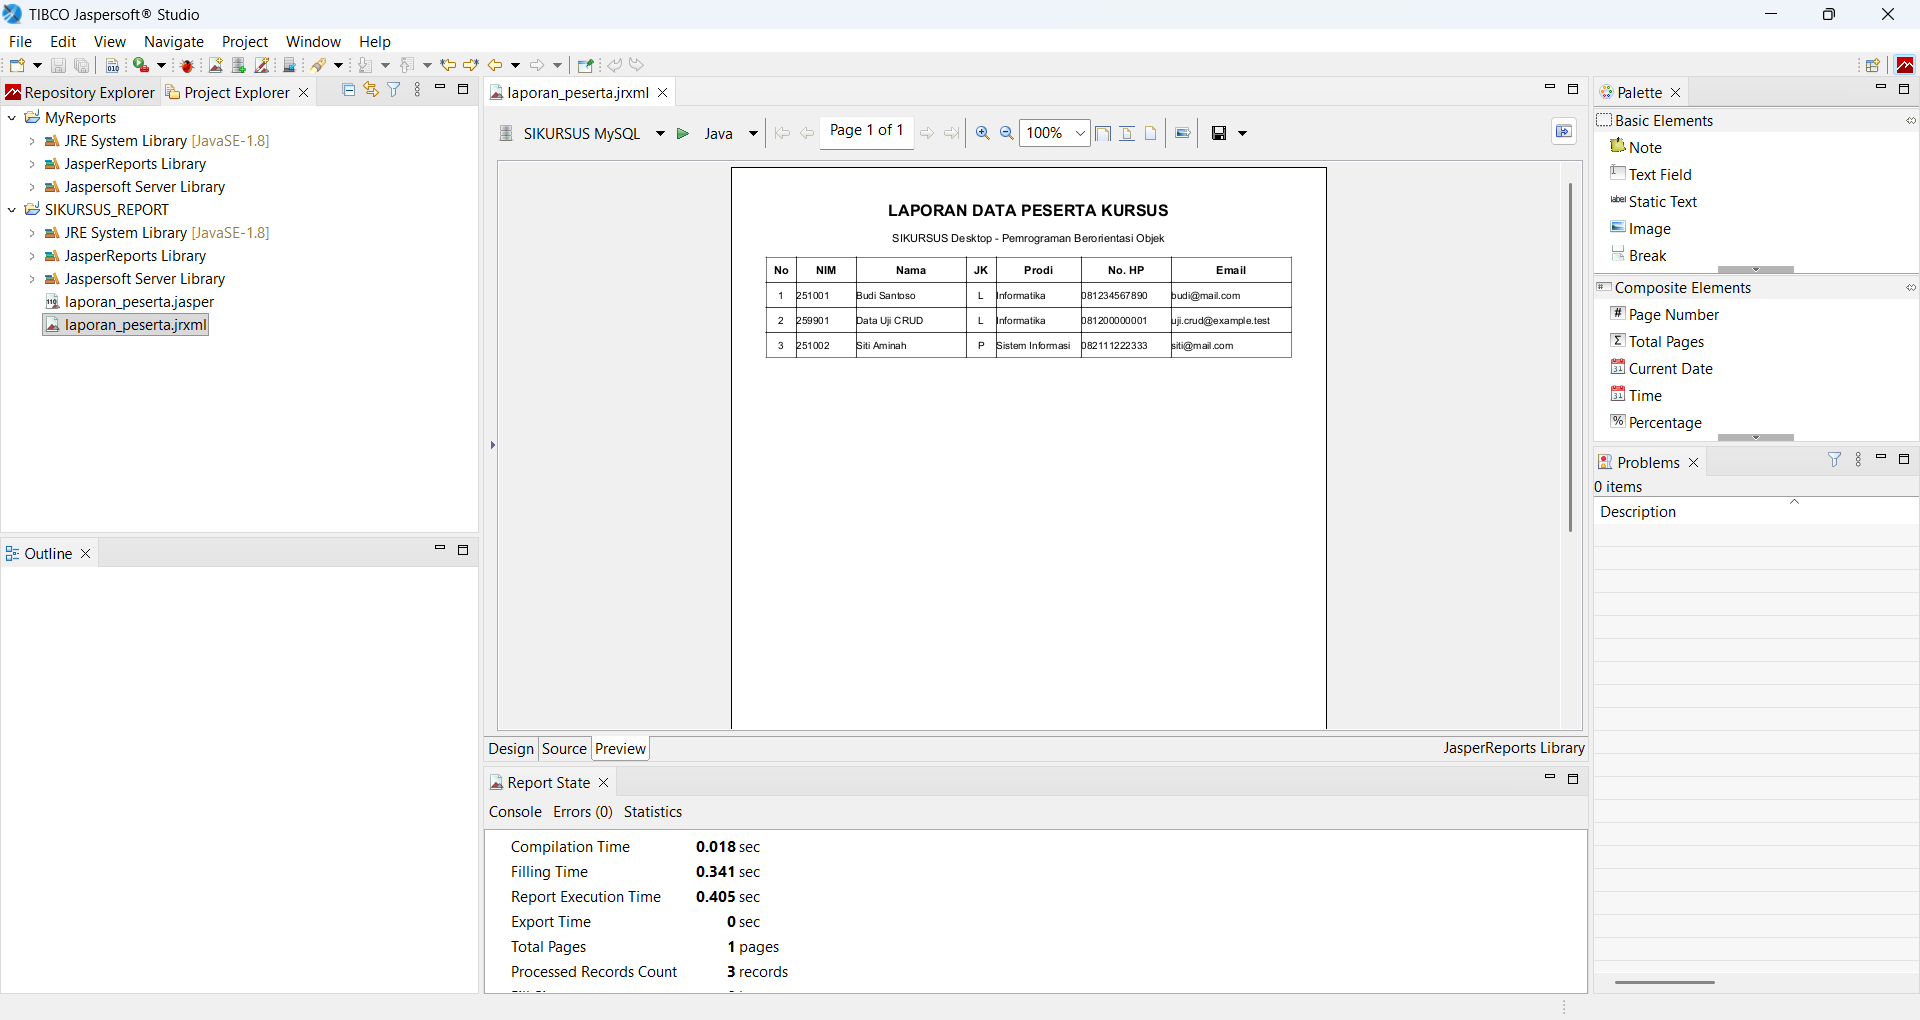 TIBCO Jaspersoft® Studio
File Edit View Navigate Project Window Help
Repository Explorer
Project Explorer
MyReports
JRE System Library [JavaSE-1.8]
JasperReports Library
Jaspersoft Server Library
SIKURSUS_REPORT
JRE System Library [JavaSE-1.8]
JasperReports Library
Jaspersoft Server Library
laporan_peserta.jasper
laporan_peserta.jrxml
Outline
laporan_peserta.jrxml
SIKURSUS MySQL Java Page 1 of 1 100%
LAPORAN DATA PESERTA KURSUS
SIKURSUS Desktop - Pemrograman Berorientasi Objek
No NIM Nama JK Prodi No. HP Email
1 251001 Budi Santoso L Informatika 081234567890 budi@mail.com
2 259901 Data Uji CRUD L Informatika 081200000001 uji.crud@example.test
3 251002 Siti Aminah P Sistem Informasi 082111222333 siti@mail.com
Design Source Preview
JasperReports Library
Report State
Console Errors (0) Statistics
Compilation Time 0.018 sec
Filling Time 0.341 sec
Report Execution Time 0.405 sec
Export Time 0 sec
Total Pages 1 pages
Processed Records Count 3 records
Palette
Basic Elements
Note
Text Field
Static Text
Image
Break
Composite Elements
Page Number
Total Pages
Current Date
Time
Percentage
Problems
0 items
Description